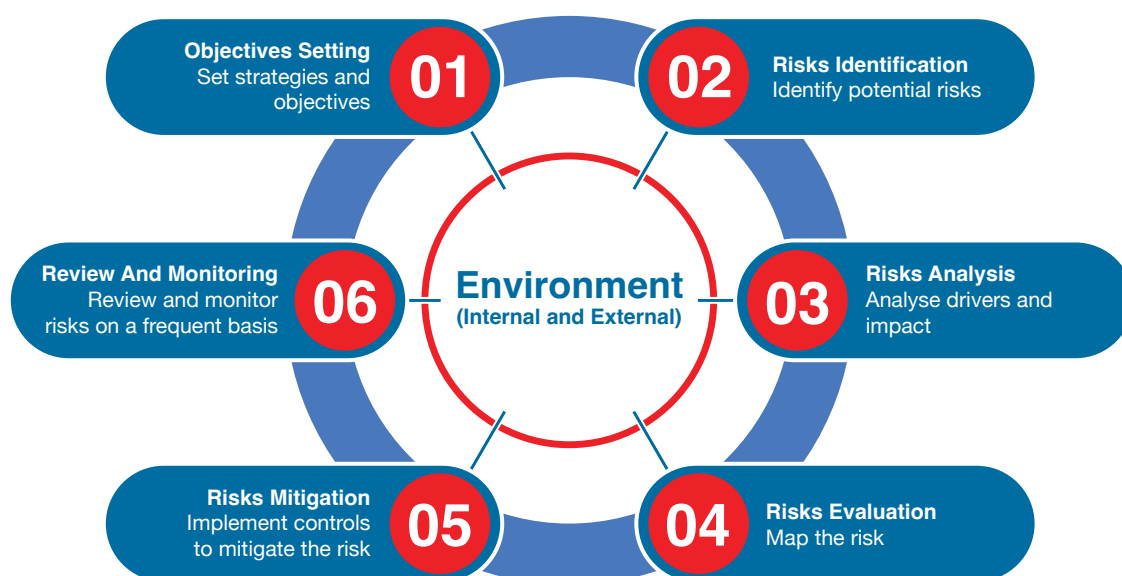 Objectives Setting
Set strategies and
objectives
01
02
Risks Identification
Identify potential risks
03
Risks Analysis
Analyse drivers and
impact
04
Risks Evaluation
Map the risk
05
Risks Mitigation
Implement controls
to mitigate the risk
06
Review And Monitoring
Review and monitor
risks on a frequent basis
Environment
(Internal and External)